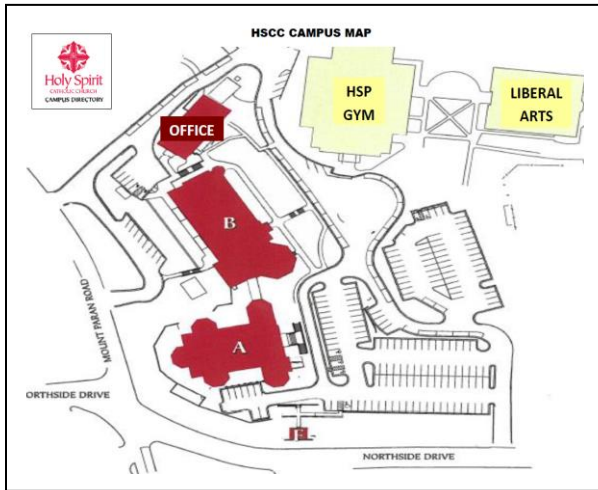 HSCC CAMPUS MAP
Holy Spirit
CATHOLIC CHURCH
CAMPUS DIRECTORY
HSP
GYM
LIBERAL
ARTS
OFFICE
B
MOUNT PARAN ROAD
A
ORTHSIDE DRIVE
NORTHSIDE DRIVE